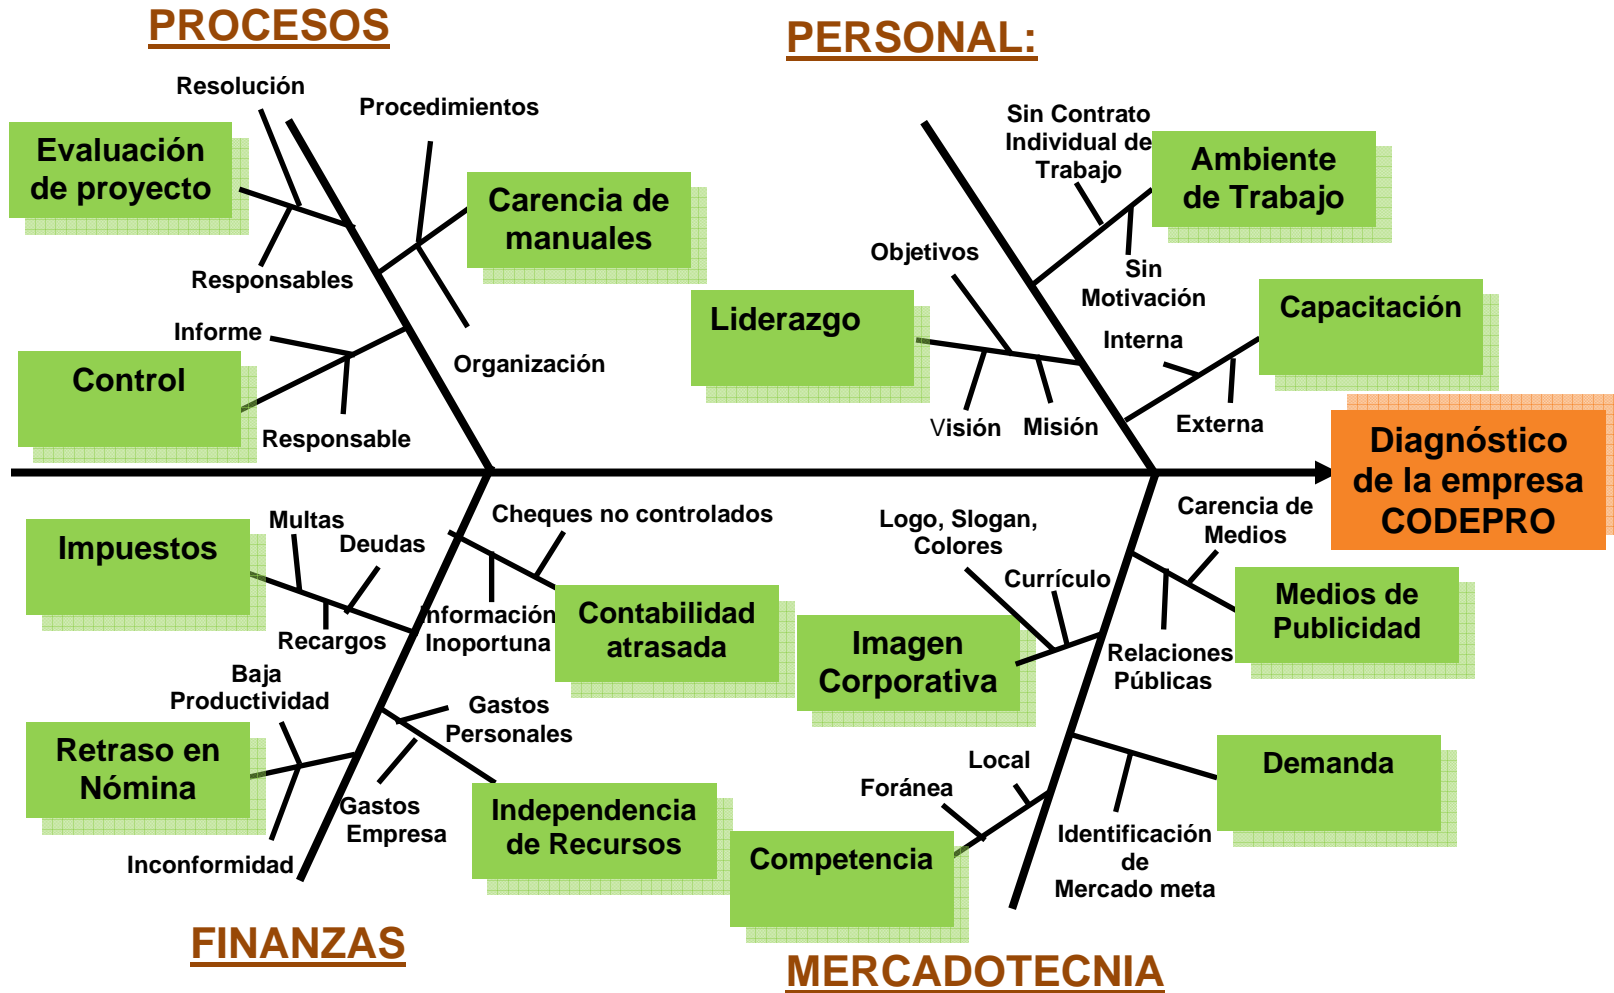 PROCESOS
PERSONAL:
Resolución
Procedimientos
Evaluación
de proyecto
Carencia de
manuales
Responsables
Informe
Control
Organización
Responsable
Sin Contrato
Individual de
Trabajo
Ambiente
de Trabajo
Objetivos
Sin
Motivación
Liderazgo
Capacitación
Interna
Visión
Misión
Externa
Diagnóstico
de la empresa
CODEPRO
Impuestos
Multas
Deudas
Recargos
Cheques no controlados
Información
Inoportuna
Contabilidad
atrasada
Baja
Productividad
Retraso en
Nómina
Inconformidad
Gastos
Personales
Gastos
Empresa
Independencia
de Recursos
Logo, Slogan,
Colores
Currículo
Imagen
Corporativa
Carencia de
Medios
Medios de
Publicidad
Relaciones
Públicas
Local
Foránea
Competencia
Demanda
Identificación
de
Mercado meta
FINANZAS
MERCADOTECNIA